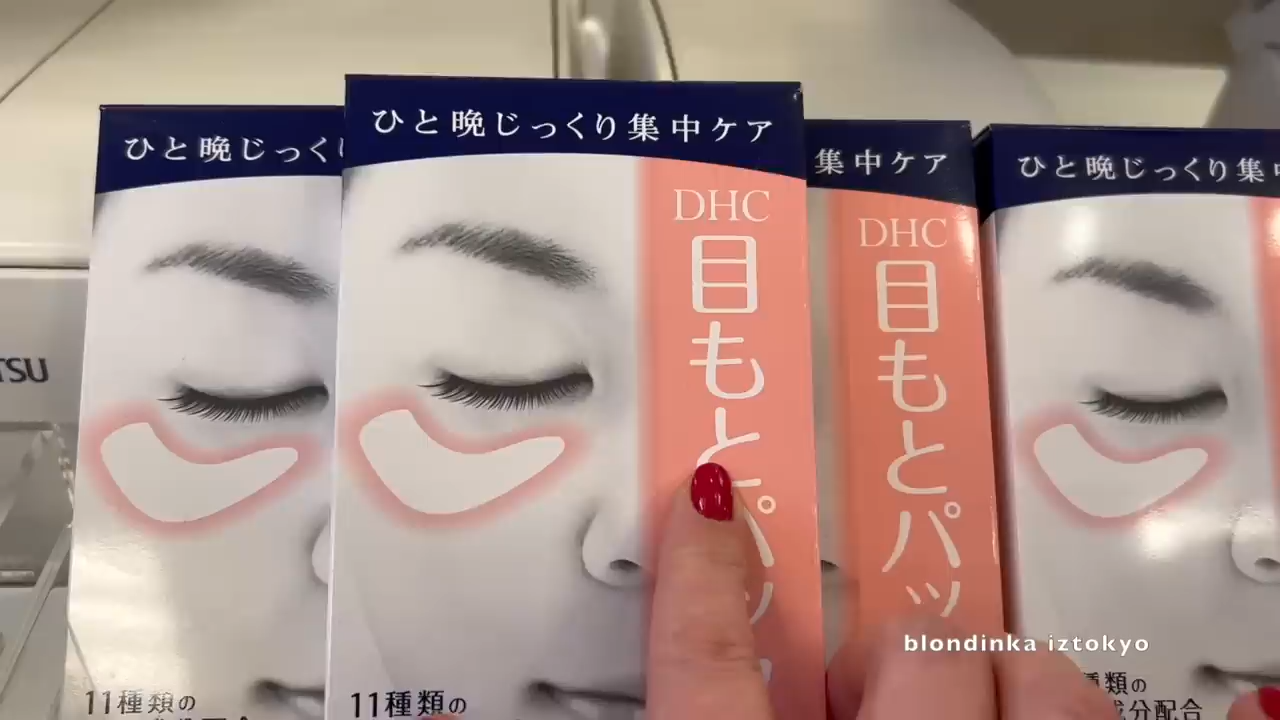 ひと晩じっく
ひと晩じっくり集中ケア
集中ケア
ひと晩じっくり集
DHC
目もとパッ
DHC
目もとパッ
TSU
11種類の
11種類の
種類の
成分配合
blondinka iztokyo